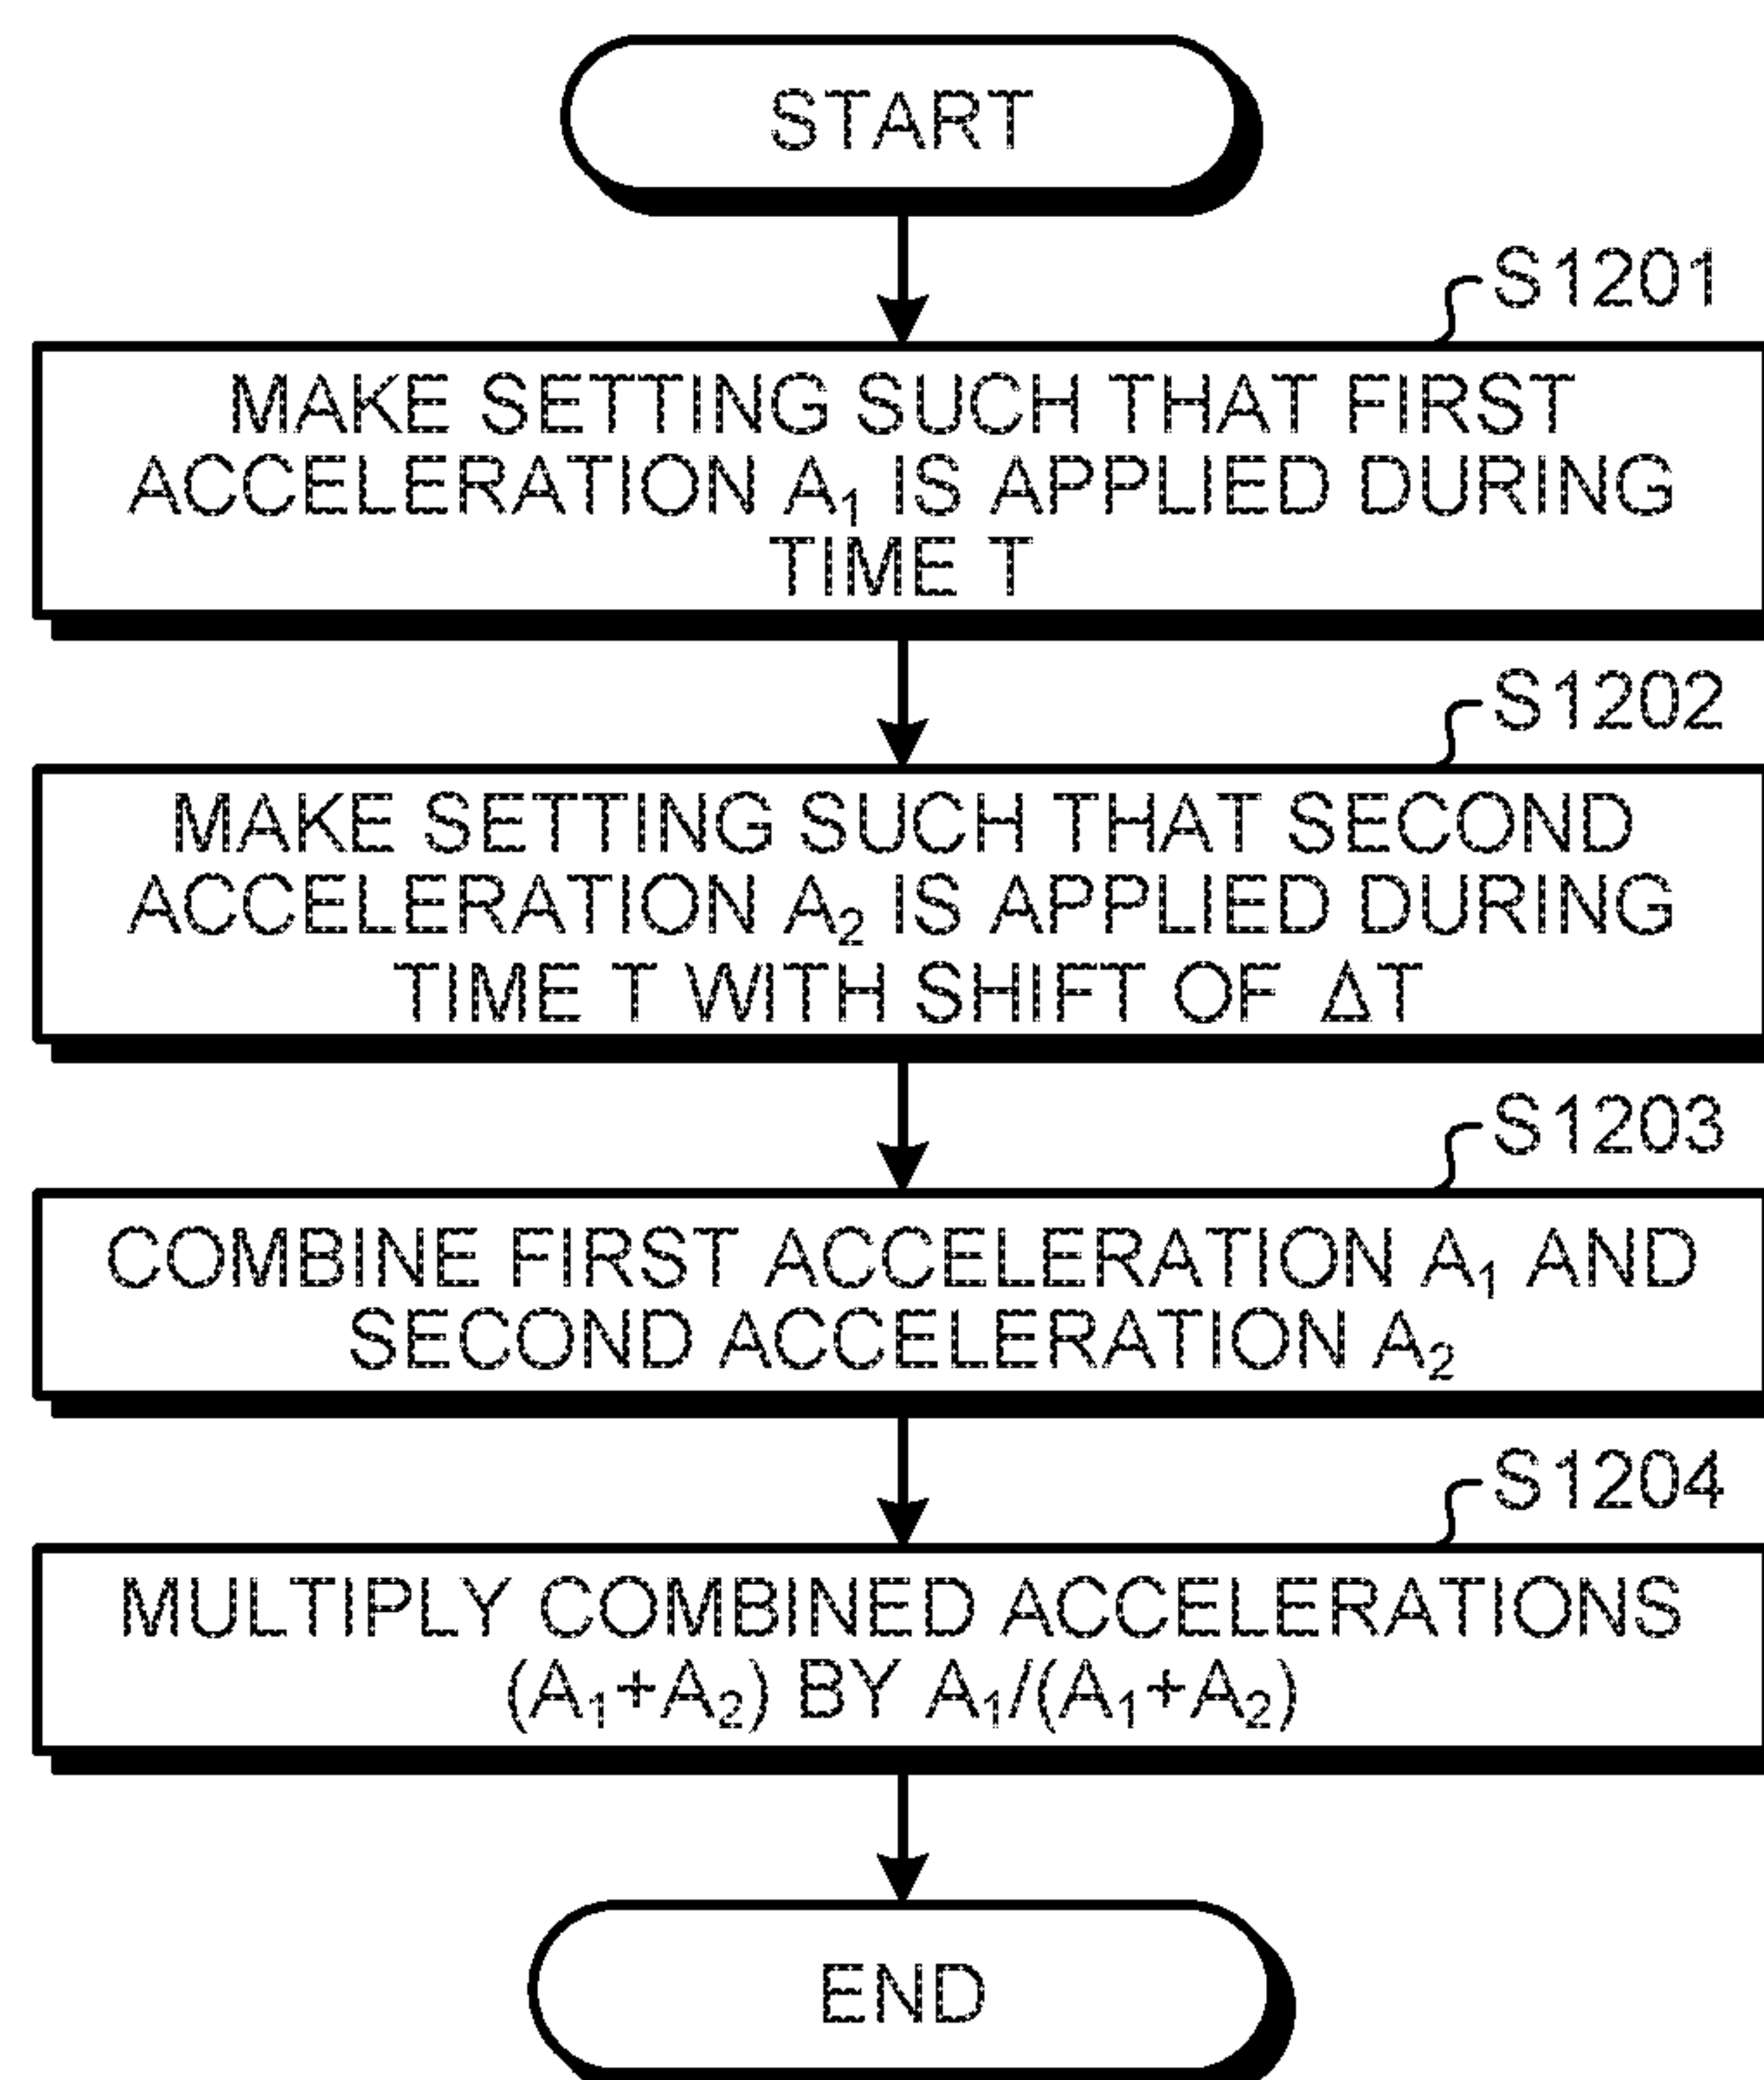 START
S1201
MAKE SETTING SUCH THAT FIRST
ACCELERATION A₁ IS APPLIED DURING
TIME T
S1202
MAKE SETTING SUCH THAT SECOND
ACCELERATION A₂ IS APPLIED DURING
TIME T WITH SHIFT OF ΔT
S1203
COMBINE FIRST ACCELERATION A₁ AND
SECOND ACCELERATION A₂
S1204
MULTIPLY COMBINED ACCELERATIONS
(A₁+A₂) BY A₁/(A₁+A₂)
END